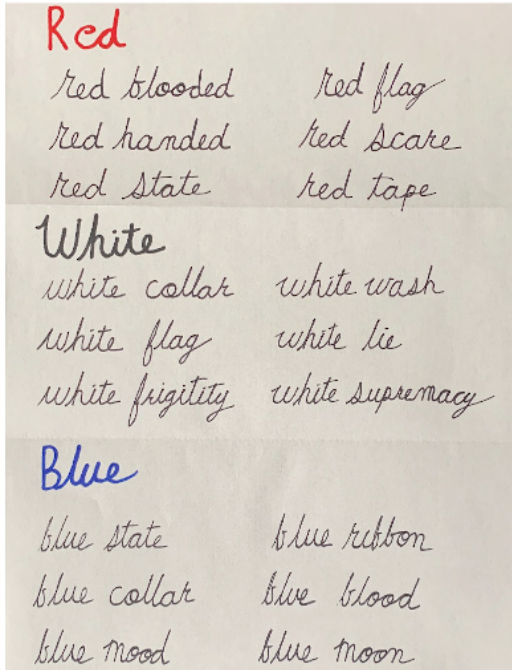 Red
red blooded red flag
red handed red scare
red state red tape
White
white collar white wash
white flag white lie
white frigitity white supremacy
Blue
blue state blue ribbon
blue collar blue blood
blue mood blue moon